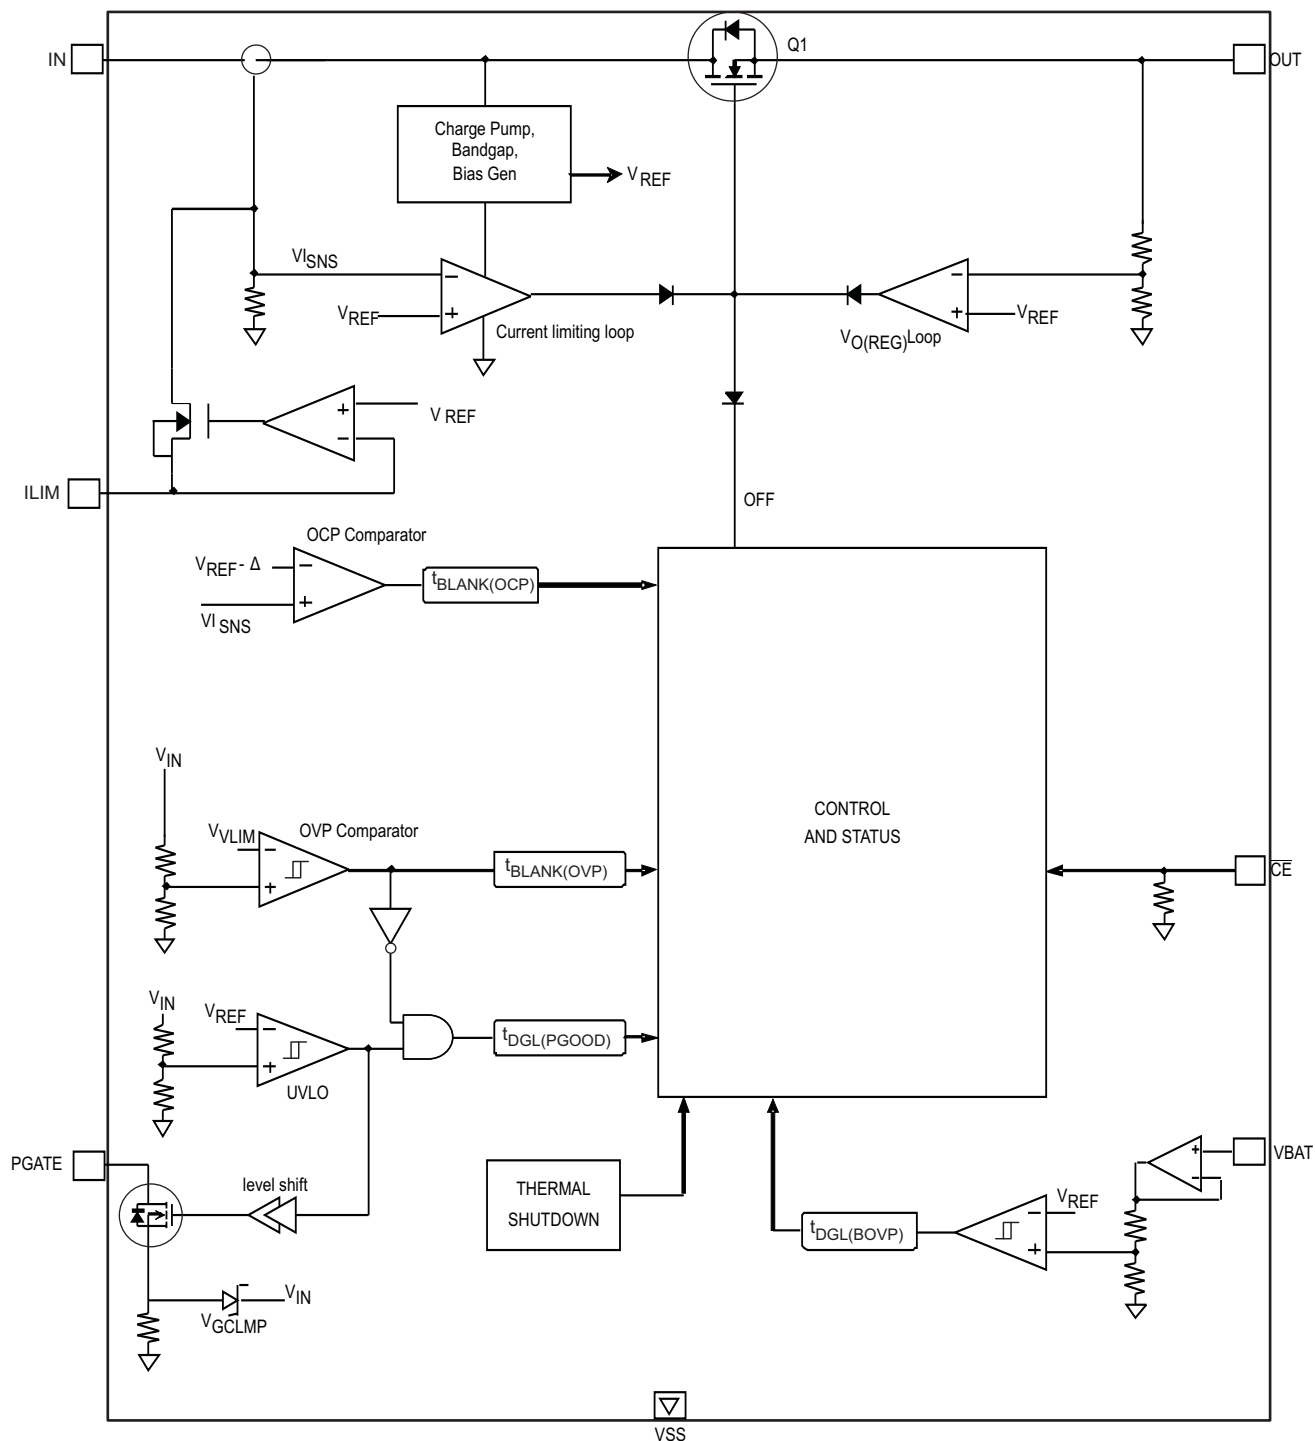 IN
Q1
OUT
Charge Pump,
Bandgap,
Bias Gen
VREF
VISNS
VREF
Current limiting loop
VREF
VO(REG)Loop
V REF
ILIM
OFF
OCP Comparator
VREF - Δ
tBLANK(OCP)
VI SNS
VIN
VVLIM
OVP Comparator
tBLANK(OVP)
CONTROL
AND STATUS
CE
VIN
VREF
tDGL(PGOOD)
UVLO
PGATE
level shift
THERMAL
SHUTDOWN
VBAT
VREF
tDGL(BOVP)
VIN
VGCLMP
VSS